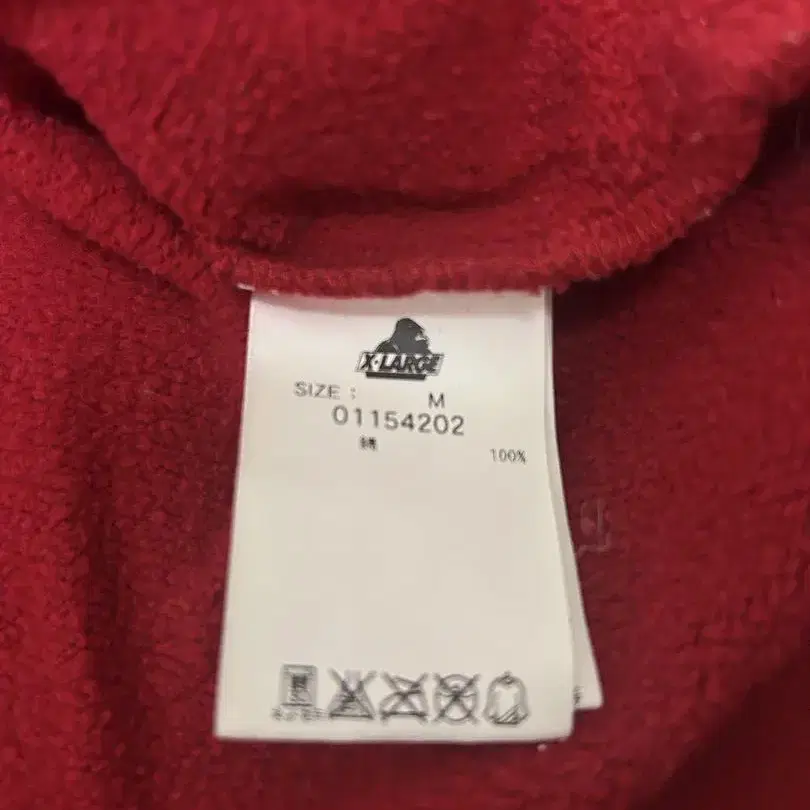 X-LARGE
SIZE : M
01154202
綿 100%